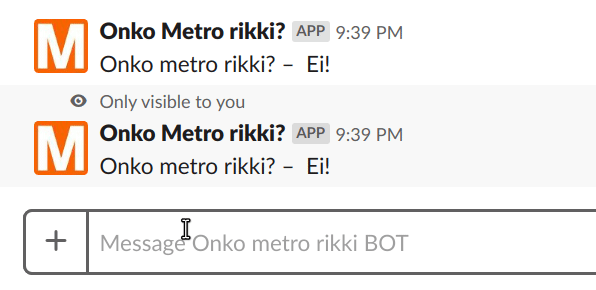 M
Onko Metro rikki? APP 9:39 PM
Onko metro rikki? – Ei!
Only visible to you
M
Onko Metro rikki? APP 9:39 PM
Onko metro rikki? – Ei!
+ Message Onko metro rikki BOT